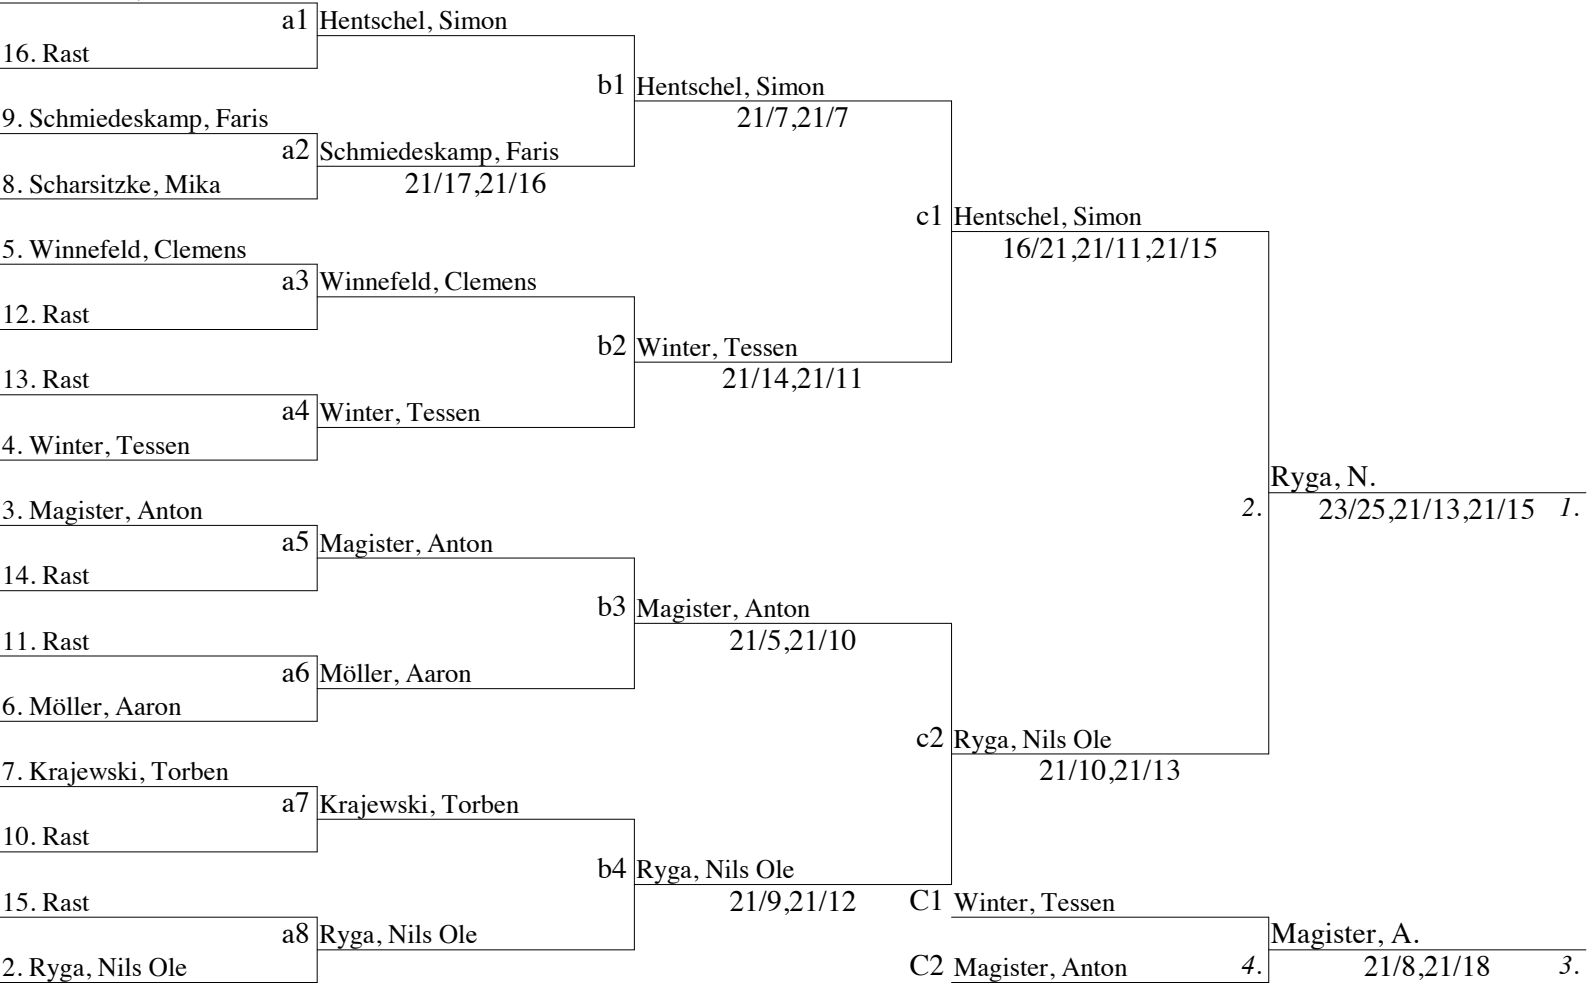 a1 Hentschel, Simon
16. Rast
b1 Hentschel, Simon
21/7,21/7
9. Schmiedeskamp, Faris
a2 Schmiedeskamp, Faris
21/17,21/16
8. Scharsitzke, Mika
c1 Hentschel, Simon
16/21,21/11,21/15
5. Winnefeld, Clemens
a3 Winnefeld, Clemens
12. Rast
b2 Winter, Tessen
21/14,21/11
13. Rast
a4 Winter, Tessen
4. Winter, Tessen
Ryga, N.
2. 23/25,21/13,21/15 1.
3. Magister, Anton
a5 Magister, Anton
14. Rast
b3 Magister, Anton
21/5,21/10
11. Rast
a6 Möller, Aaron
6. Möller, Aaron
c2 Ryga, Nils Ole
21/10,21/13
7. Krajewski, Torben
a7 Krajewski, Torben
10. Rast
b4 Ryga, Nils Ole
21/9,21/12
15. Rast
a8 Ryga, Nils Ole
2. Ryga, Nils Ole
C1 Winter, Tessen
Magister, A.
21/8,21/18 3.
C2 Magister, Anton 4.